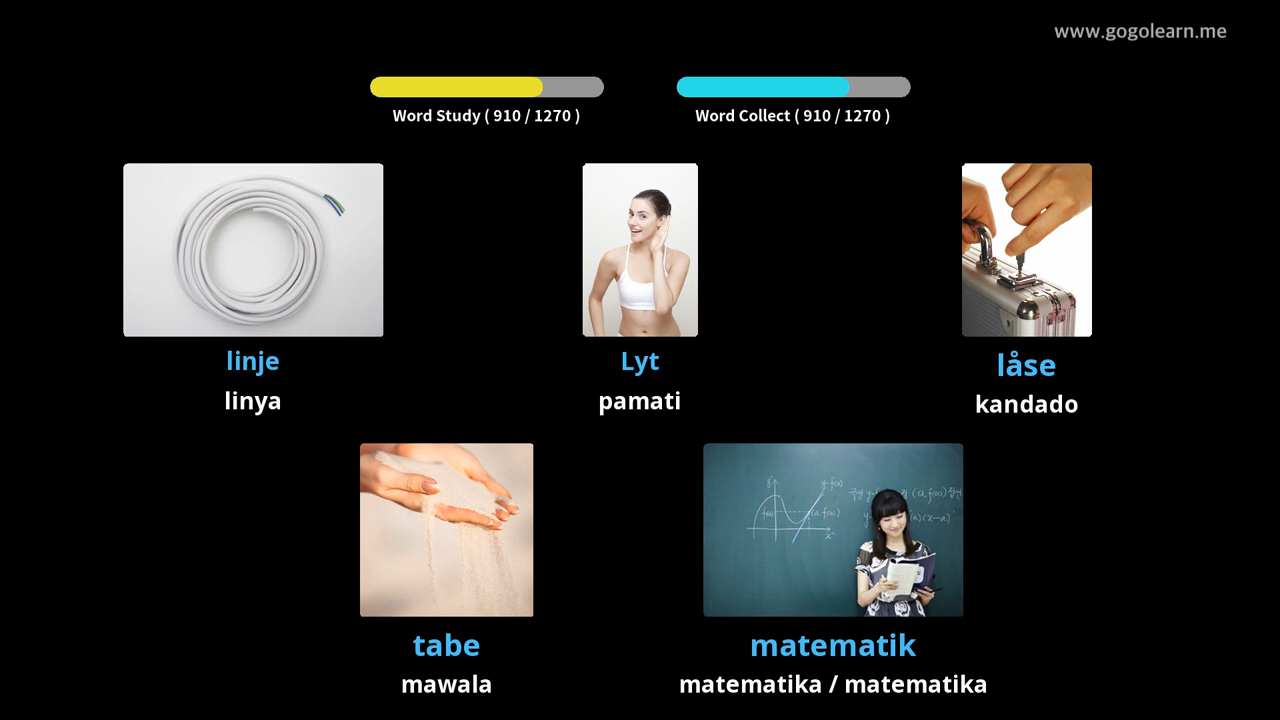 www.gogolearn.me
Word Study ( 910 / 1270 )
Word Collect ( 910 / 1270 )
linje
linya
Lyt
pamati
låse
kandado
tabe
mawala
matematik
matematika / matematika